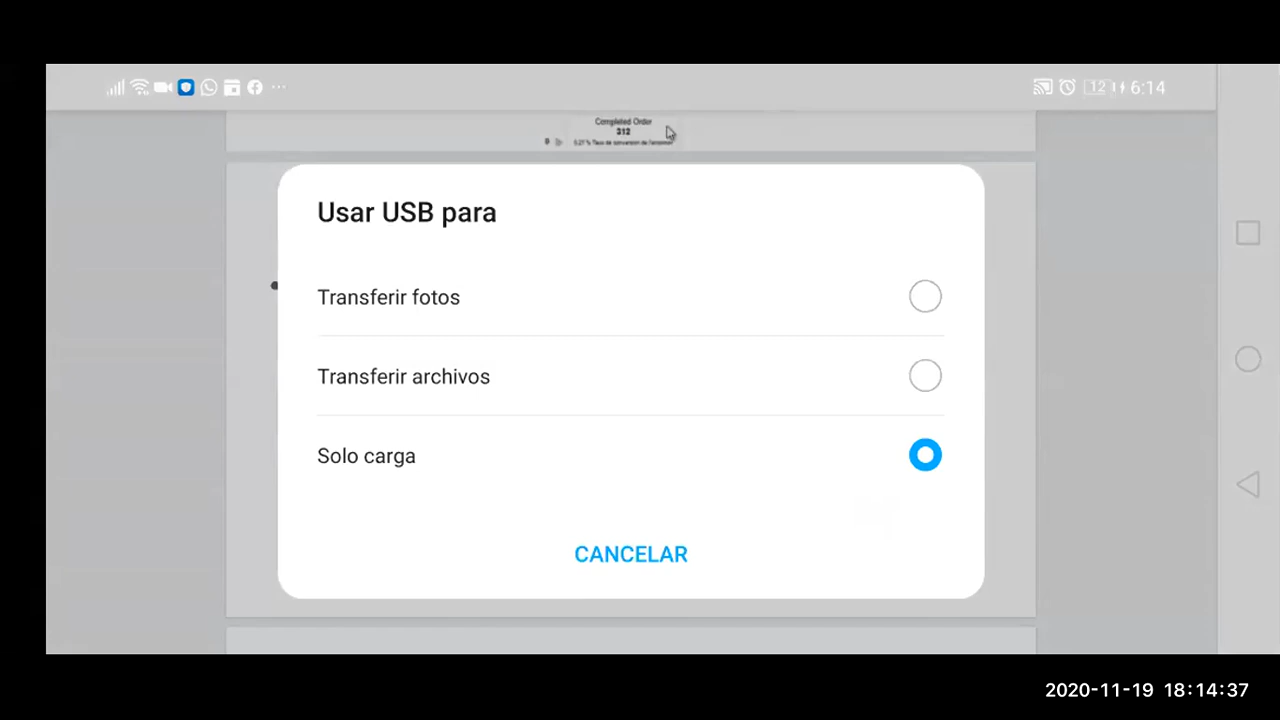 12 6:14
Completed Order
312
Usar USB para
Transferir fotos
Transferir archivos
Solo carga
CANCELAR
2020-11-19 18:14:37